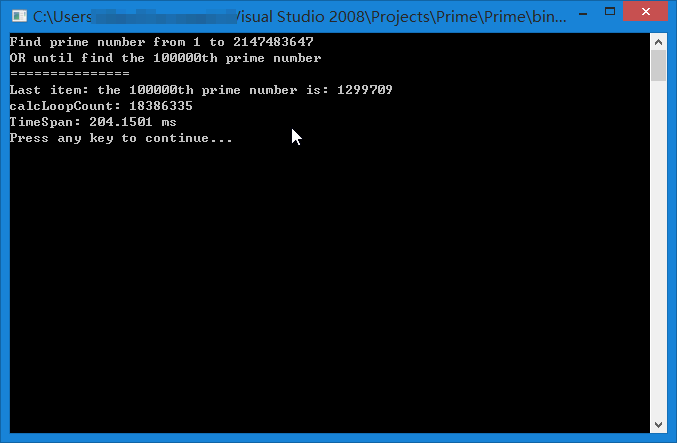 C:\Users Visual Studio 2008\Projects\Prime\Prime\bin...
Find prime number from 1 to 2147483647
OR until find the 100000th prime number
===============
Last item: the 100000th prime number is: 1299709
calcLoopCount: 18386335
TimeSpan: 204.1501 ms
Press any key to continue...